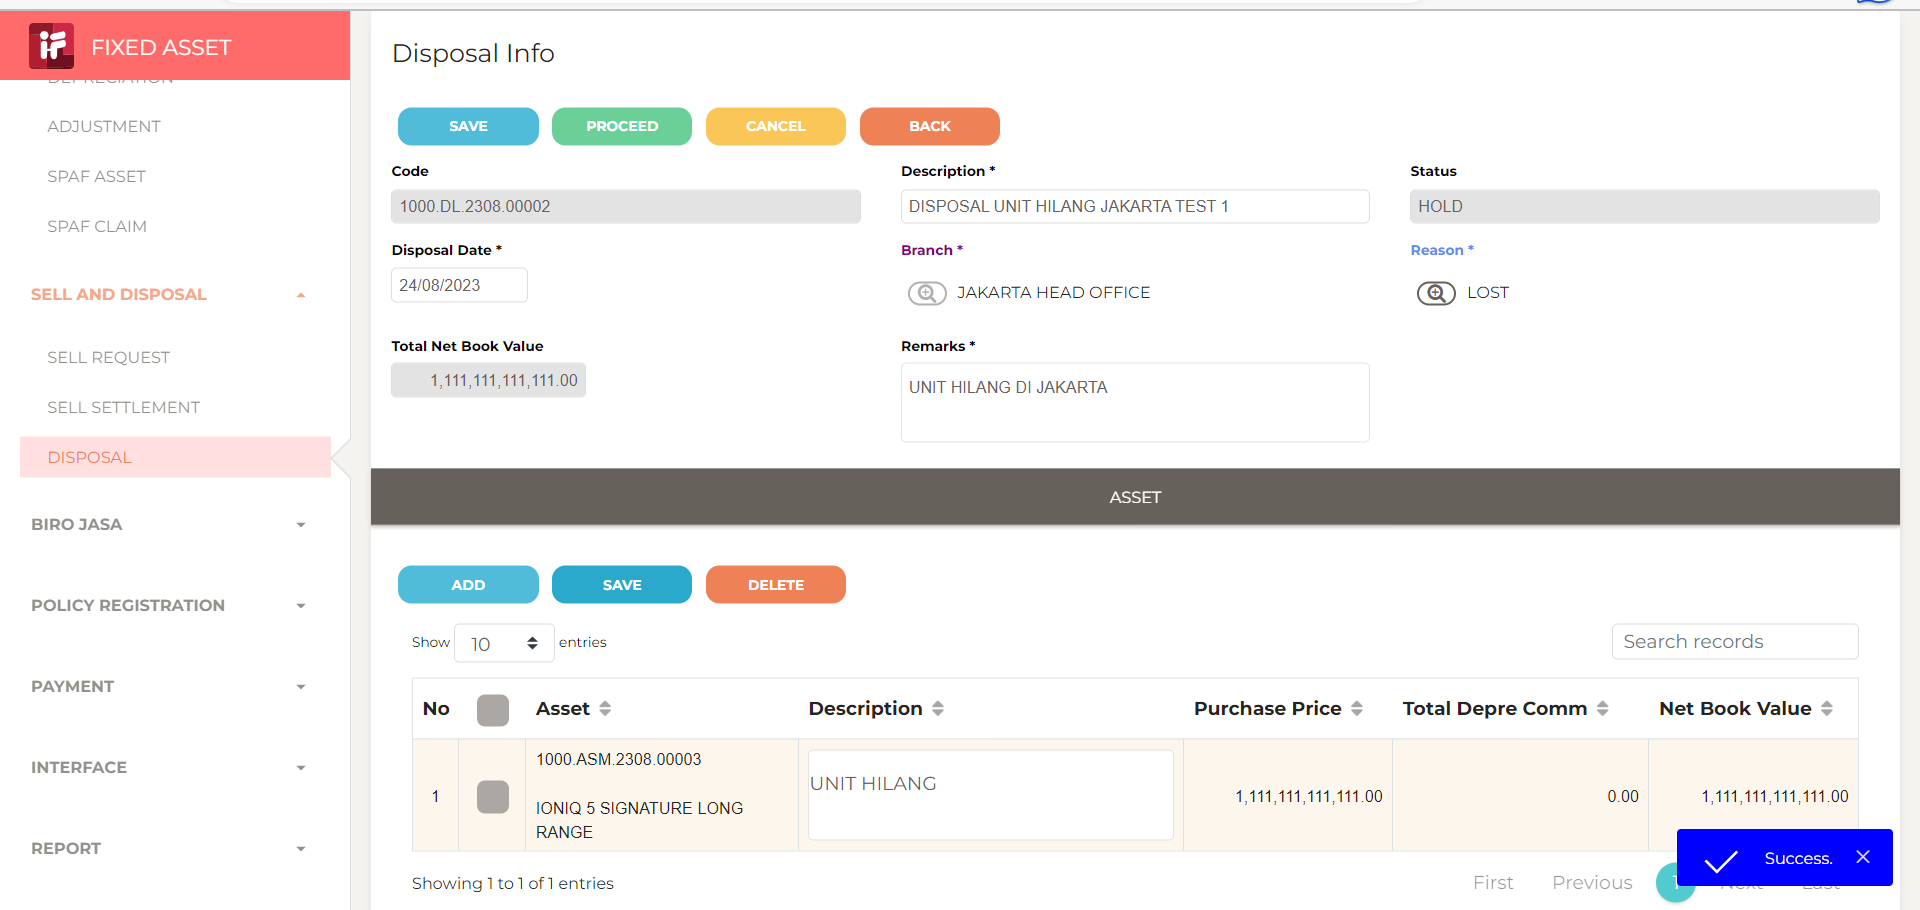 FIXED ASSET
DEPRECIATION
ADJUSTMENT
SPAF ASSET
SPAF CLAIM
SELL AND DISPOSAL
SELL REQUEST
SELL SETTLEMENT
DISPOSAL
BIRO JASA
POLICY REGISTRATION
PAYMENT
INTERFACE
REPORT
Disposal Info
SAVE PROCEED CANCEL BACK
Code Description * Status
1000.DL.2308.00002 DISPOSAL UNIT HILANG JAKARTA TEST 1 HOLD
Disposal Date * Branch * Reason *
24/08/2023 JAKARTA HEAD OFFICE LOST
Total Net Book Value Remarks *
1,111,111,111,111.00 UNIT HILANG DI JAKARTA
ASSET
ADD SAVE DELETE
Show 10 entries Search records
No Asset Description Purchase Price Total Depre Comm Net Book Value
1 1000.ASM.2308.00003 UNIT HILANG 1,111,111,111,111.00 0.00 1,111,111,111,111.00
IONIQ 5 SIGNATURE LONG
RANGE
Success.
Showing 1 to 1 of 1 entries First Previous 1 Next Last